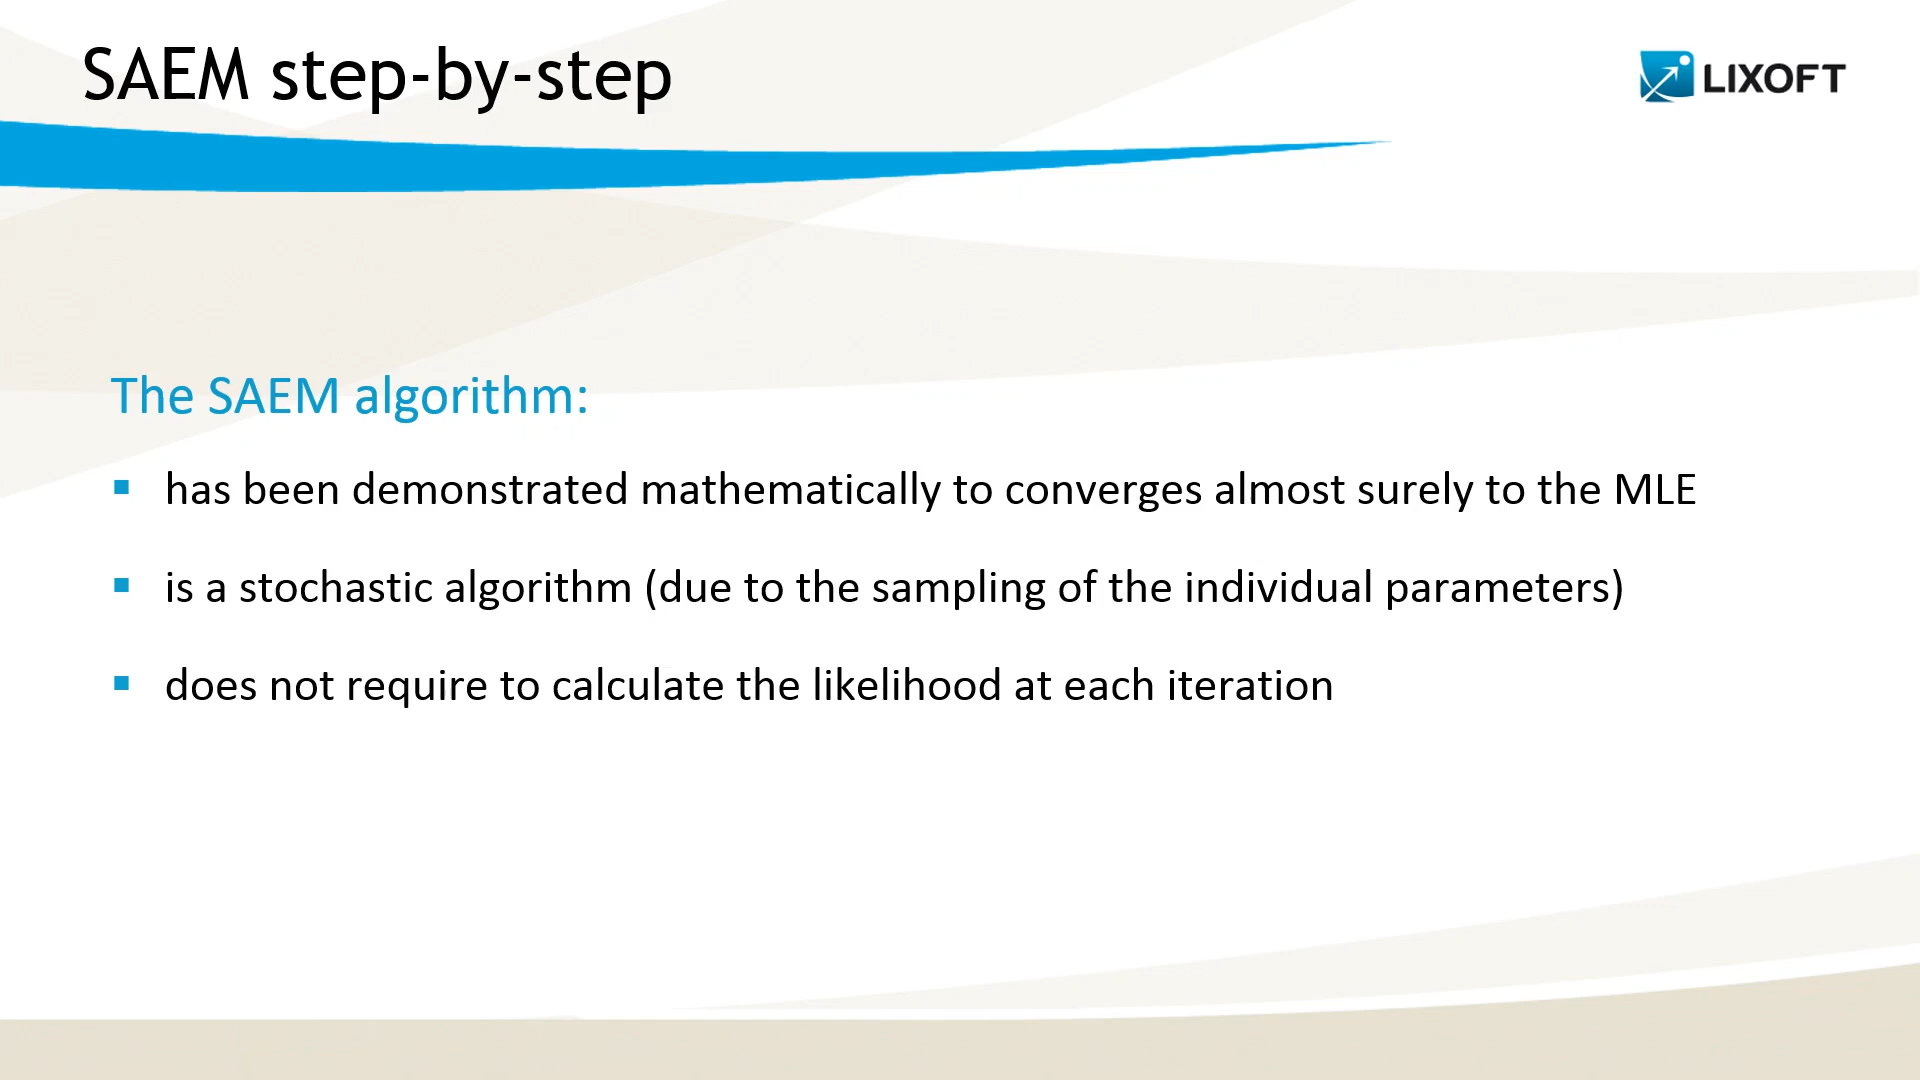 SAEM step-by-step
LIXOFT
The SAEM algorithm:
▪ has been demonstrated mathematically to converges almost surely to the MLE
▪ is a stochastic algorithm (due to the sampling of the individual parameters)
▪ does not require to calculate the likelihood at each iteration